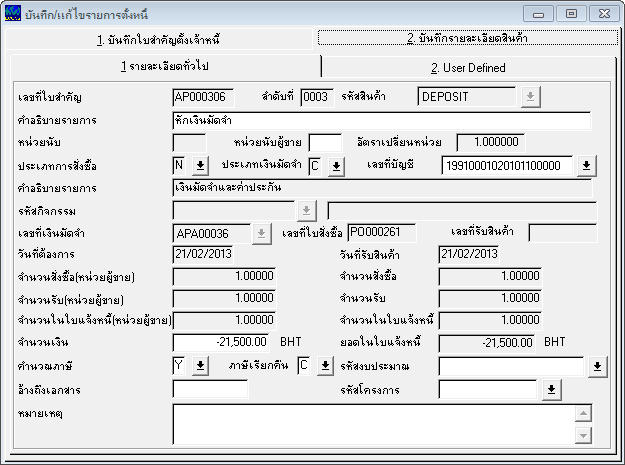 บันทึก/แก้ไขรายการตั้งหนี้
1. บันทึกใบสำคัญตั้งเจ้าหนี้ 2. บันทึกรายละเอียดสินค้า
1 รายละเอียดทั่วไป 2. User Defined
เลขที่ใบสำคัญ AP000306 ลำดับที่ 0003 รหัสสินค้า DEPOSIT
คำอธิบายรายการ หักเงินมัดจำ
หน่วยนับ หน่วยนับผู้ขาย อัตราเปลี่ยนหน่วย 1.000000
ประเภทการสั่งซื้อ N ประเภทเงินมัดจำ C เลขที่บัญชี 19910001020101100000
คำอธิบายรายการ เงินมัดจำและค่าประกัน
รหัสกิจกรรม
เลขที่เงินมัดจำ APA00036 เลขที่ใบสั่งซื้อ PO000261 เลขที่รับสินค้า
วันที่ต้องการ 21/02/2013 วันที่รับสินค้า 21/02/2013
จำนวนสั่งซื้อ(หน่วยผู้ขาย) 1.00000 จำนวนสั่งซื้อ 1.00000
จำนวนรับ(หน่วยผู้ขาย) 1.00000 จำนวนรับ 1.00000
จำนวนในใบแจ้งหนี้(หน่วยผู้ขาย) 1.00000 จำนวนในใบแจ้งหนี้ 1.00000
จำนวนเงิน -21,500.00 BHT ยอดในใบแจ้งหนี้ -21,500.00 BHT
คำนวณภาษี Y ภาษีเรียกคืน C รหัสงบประมาณ
อ้างถึงเอกสาร รหัสโครงการ
หมายเหตุ